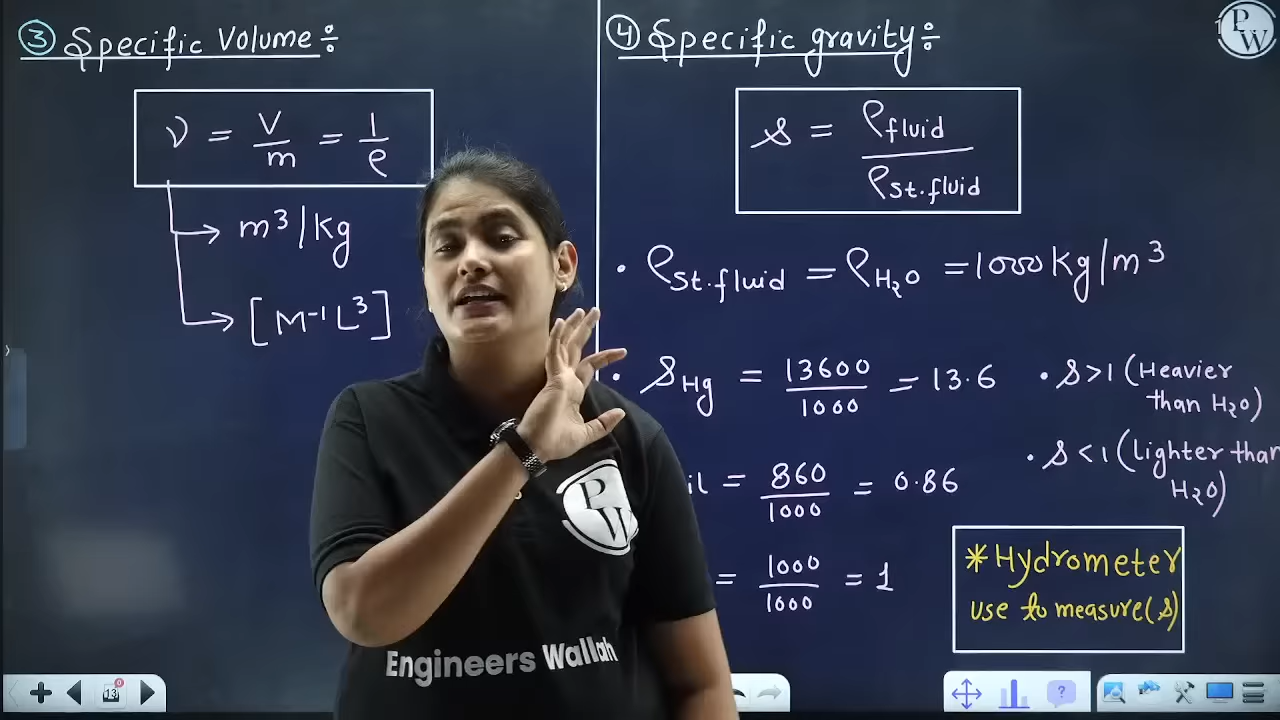 ③ Specific Volume:
ν = V/m = 1/ρ
→ m³/Kg
→ [M⁻¹L³]
④ Specific gravity:
S = ρfluid/ρSt.fluid
• ρSt.fluid = ρH₂O = 1000 Kg/m³
• SHg = 13600/1000 = 13.6
il = 860/1000 = 0.86
= 1000/1000 = 1
• S>1 (Heavier
than H₂O)
• S<1 (Lighter than
H₂O)
* Hydrometer
use to measure (S)
PW
PW
Engineers Wallah
13